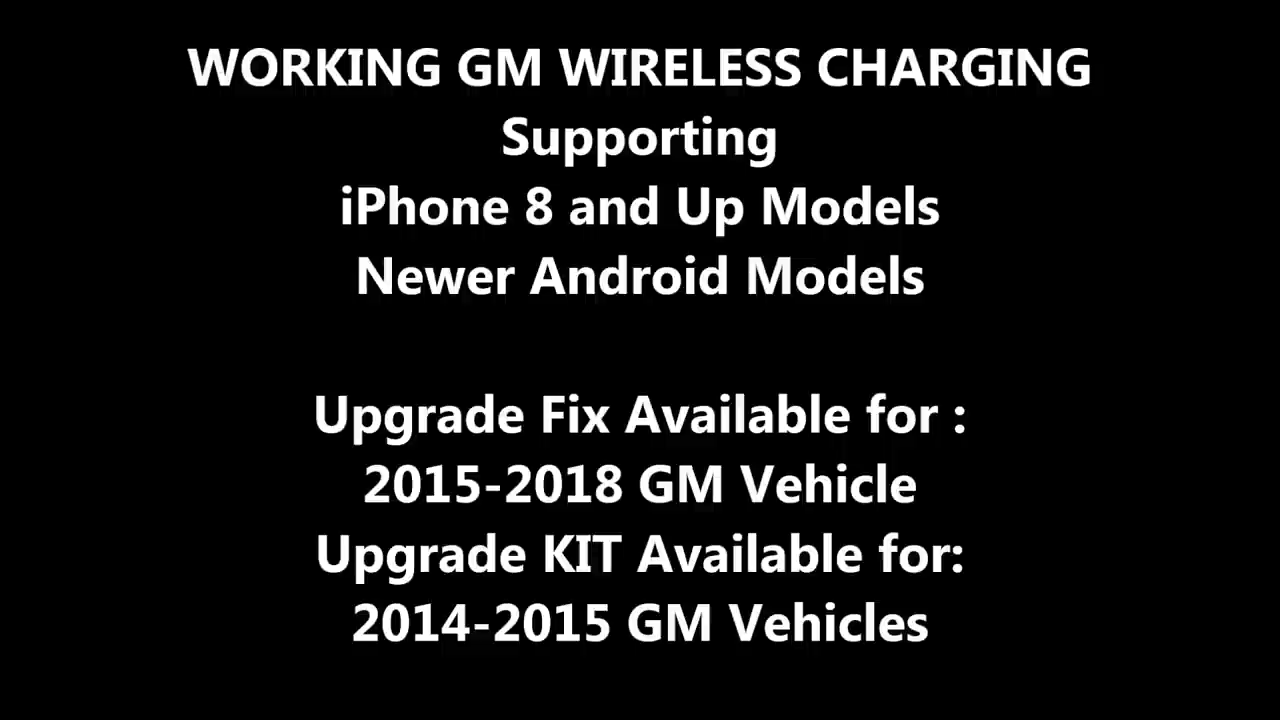 WORKING GM WIRELESS CHARGING
Supporting
iPhone 8 and Up Models
Newer Android Models
Upgrade Fix Available for :
2015-2018 GM Vehicle
Upgrade KIT Available for:
2014-2015 GM Vehicles